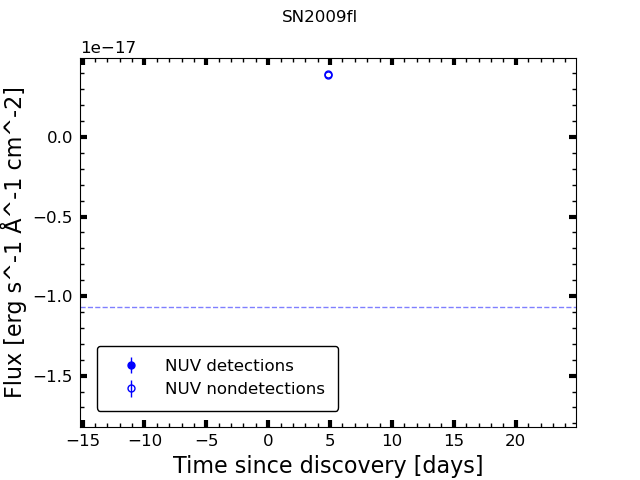 SN2009fl
1e−17
0.0
−0.5
−1.0
−1.5
Flux [erg s^-1 Å^-1 cm^-2]
NUV detections
NUV nondetections
−15 −10 −5 0 5 10 15 20
Time since discovery [days]